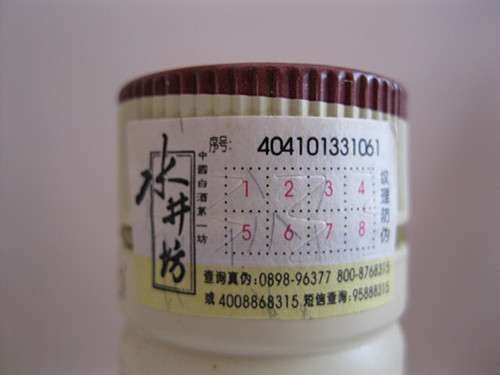 水井坊
中國白酒第一坊
序号: 404101331061
1 2 3 4
5 6 7 8
纹理防伪
查询真伪:0898-96377 800-8768315
或 4008868315 短信查询:95888315